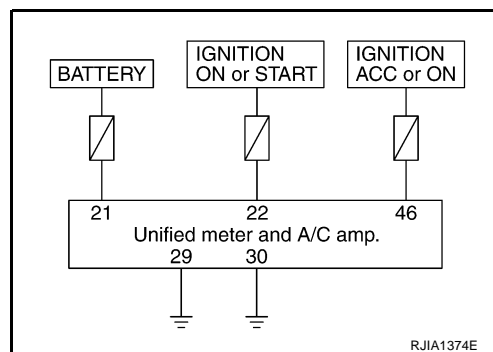 BATTERY
IGNITION
ON or START
IGNITION
ACC or ON
21 22 46
Unified meter and A/C amp.
29 30
RJIA1374E